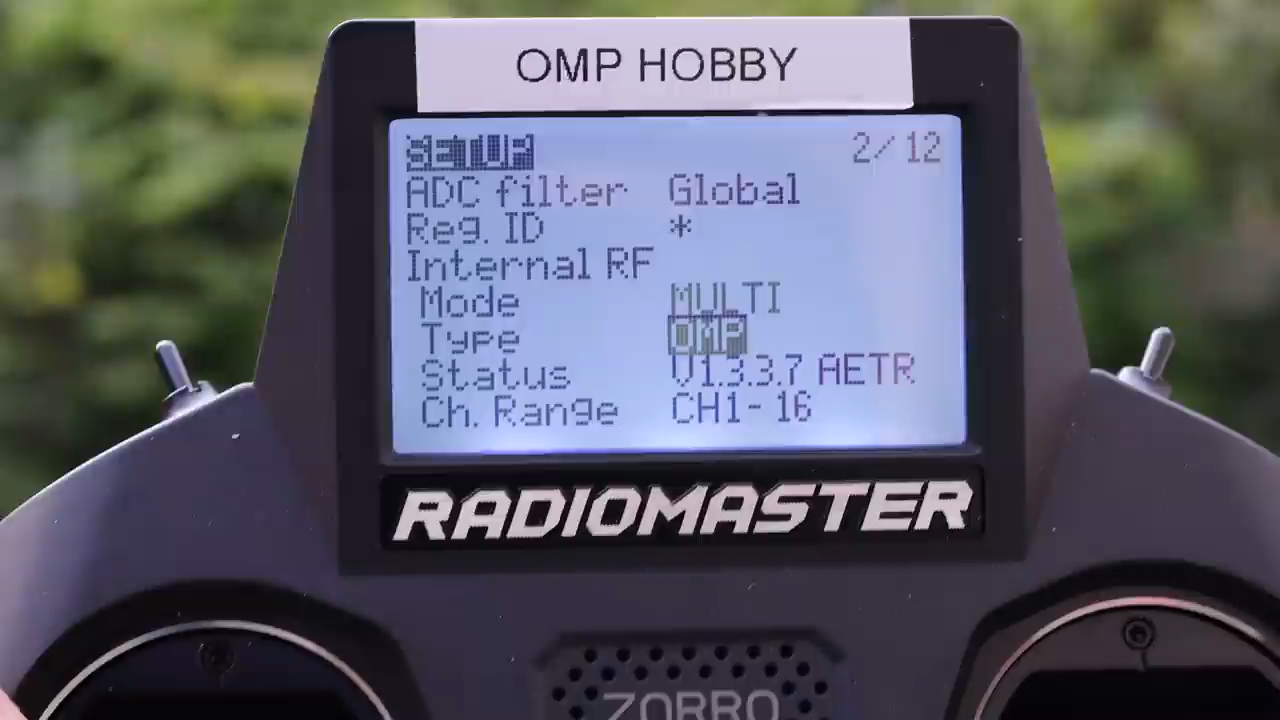 OMP HOBBY
SETUP 2/12
ADC filter Global
Reg. ID *
Internal RF
Mode MULTI
Type OMP
Status V1.3.3.7 AETR
Ch. Range CH1-16
RADIOMASTER
ZORRO